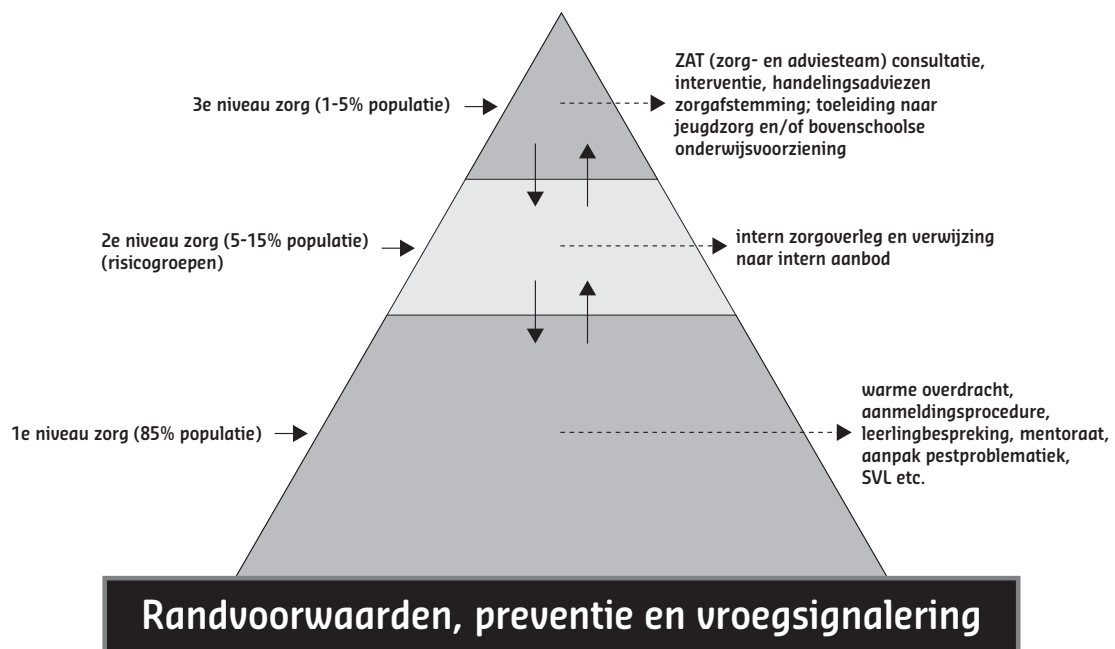 3e niveau zorg (1-5% populatie)
ZAT (zorg- en adviesteam) consultatie,
interventie, handelingsadviezen
zorgafstemming; toeleiding naar
jeugdzorg en/of bovenschoolse
onderwijsvoorziening
2e niveau zorg (5-15% populatie)
(risicogroepen)
intern zorgoverleg en verwijzing
naar intern aanbod
1e niveau zorg (85% populatie)
warme overdracht,
aanmeldingsprocedure,
leerlingbespreking, mentoraat,
aanpak pestproblematiek,
SVL etc.
Randvoorwaarden, preventie en vroegsignalering